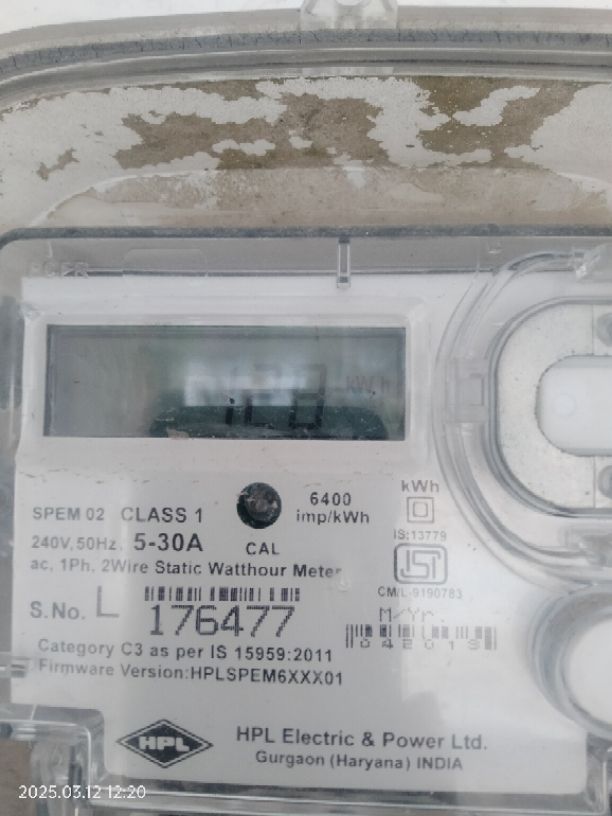 kWh
SPEM 02 CLASS 1
6400
imp/kWh
kWh
240V, 50Hz, 5-30A
CAL
IS:13779
ac, 1Ph, 2Wire Static Watthour Meter
CM/L-9190783
S.No. L 176477
M/Yr.
Category C3 as per IS 15959:2011
Firmware Version:HPLSPEM6XXX01
HPL
HPL Electric & Power Ltd.
Gurgaon (Haryana) INDIA
2025.03.12 12:20